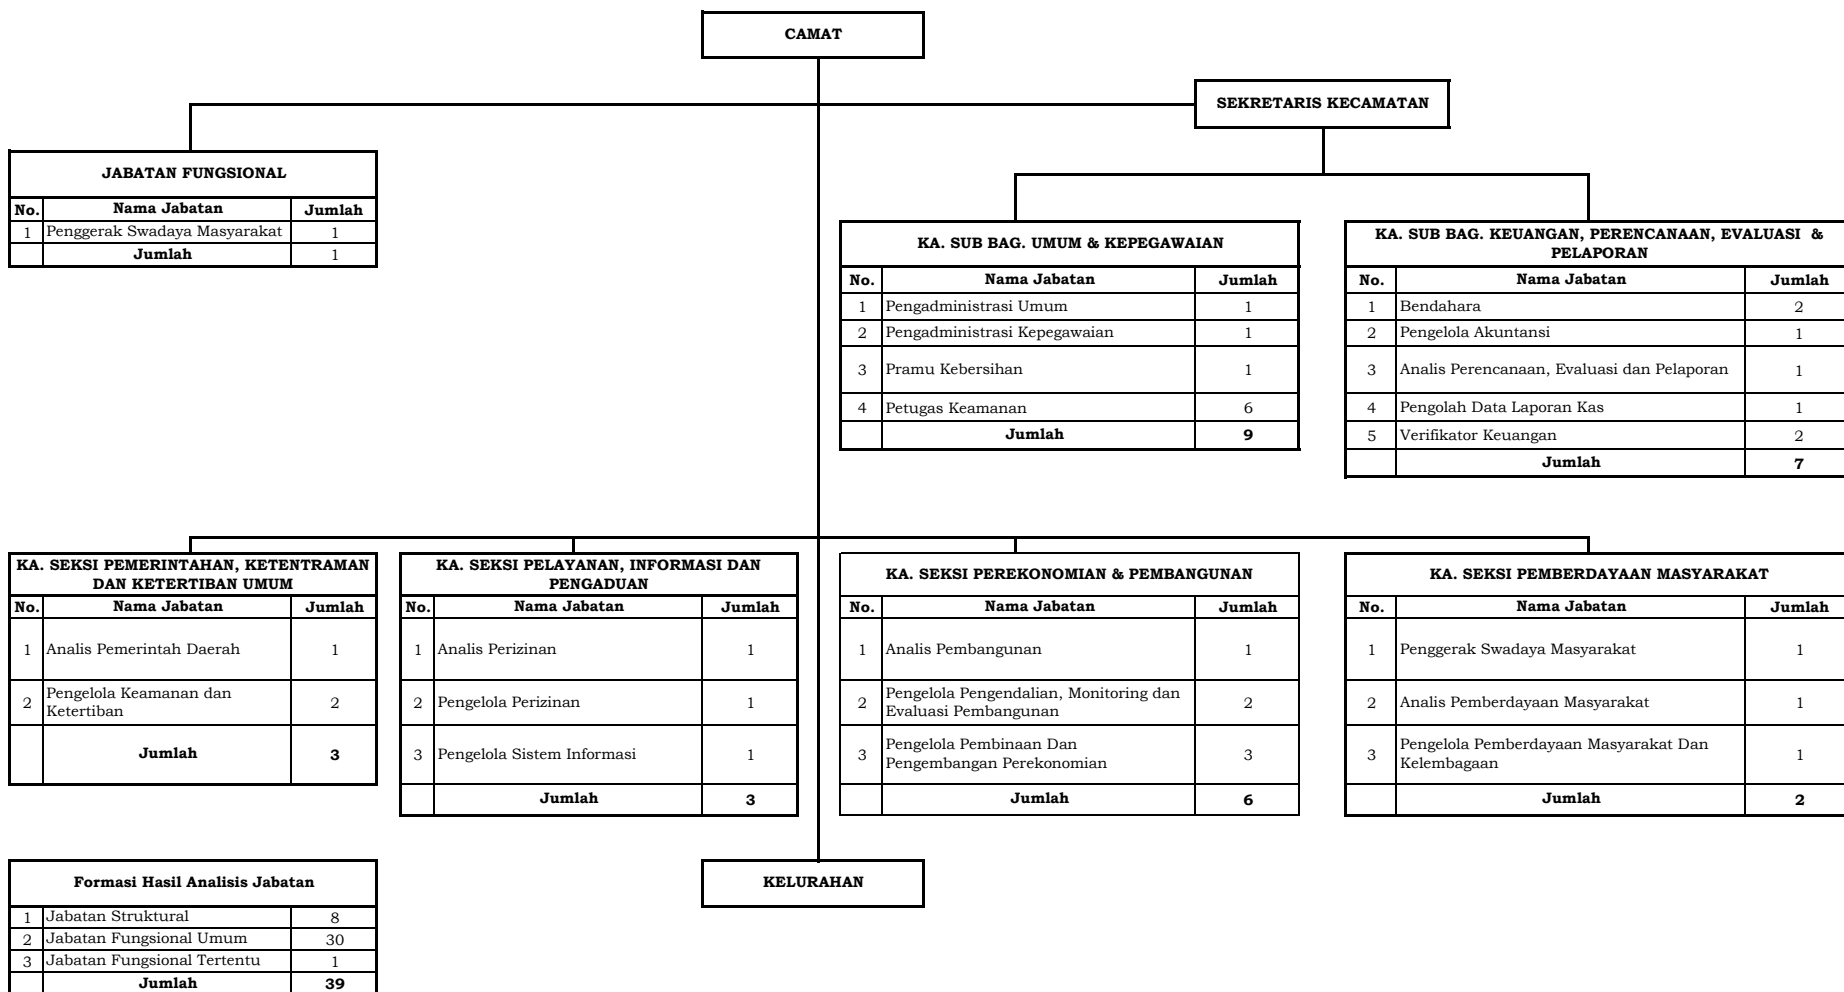 CAMAT
SEKRETARIS KECAMATAN
JABATAN FUNGSIONAL
No. Nama Jabatan Jumlah
1 Penggerak Swadaya Masyarakat 1
Jumlah 1
KA. SUB BAG. UMUM & KEPEGAWAIAN
No. Nama Jabatan Jumlah
1 Pengadministrasi Umum 1
2 Pengadministrasi Kepegawaian 1
3 Pramu Kebersihan 1
4 Petugas Keamanan 6
Jumlah 9
KA. SUB BAG. KEUANGAN, PERENCANAAN, EVALUASI &
PELAPORAN
No. Nama Jabatan Jumlah
1 Bendahara 2
2 Pengelola Akuntansi 1
3 Analis Perencanaan, Evaluasi dan Pelaporan 1
4 Pengolah Data Laporan Kas 1
5 Verifikator Keuangan 2
Jumlah 7
KA. SEKSI PEMERINTAHAN, KETENTRAMAN
DAN KETERTIBAN UMUM
No. Nama Jabatan Jumlah
1 Analis Pemerintah Daerah 1
2 Pengelola Keamanan dan
Ketertiban 2
Jumlah 3
KA. SEKSI PELAYANAN, INFORMASI DAN
PENGADUAN
No. Nama Jabatan Jumlah
1 Analis Perizinan 1
2 Pengelola Perizinan 1
3 Pengelola Sistem Informasi 1
Jumlah 3
KA. SEKSI PEREKONOMIAN & PEMBANGUNAN
No. Nama Jabatan Jumlah
1 Analis Pembangunan 1
2 Pengelola Pengendalian, Monitoring dan
Evaluasi Pembangunan 2
3 Pengelola Pembinaan Dan
Pengembangan Perekonomian 3
Jumlah 6
KA. SEKSI PEMBERDAYAAN MASYARAKAT
No. Nama Jabatan Jumlah
1 Penggerak Swadaya Masyarakat 1
2 Analis Pemberdayaan Masyarakat 1
3 Pengelola Pemberdayaan Masyarakat Dan
Kelembagaan 1
Jumlah 2
Formasi Hasil Analisis Jabatan
1 Jabatan Struktural 8
2 Jabatan Fungsional Umum 30
3 Jabatan Fungsional Tertentu 1
Jumlah 39
KELURAHAN